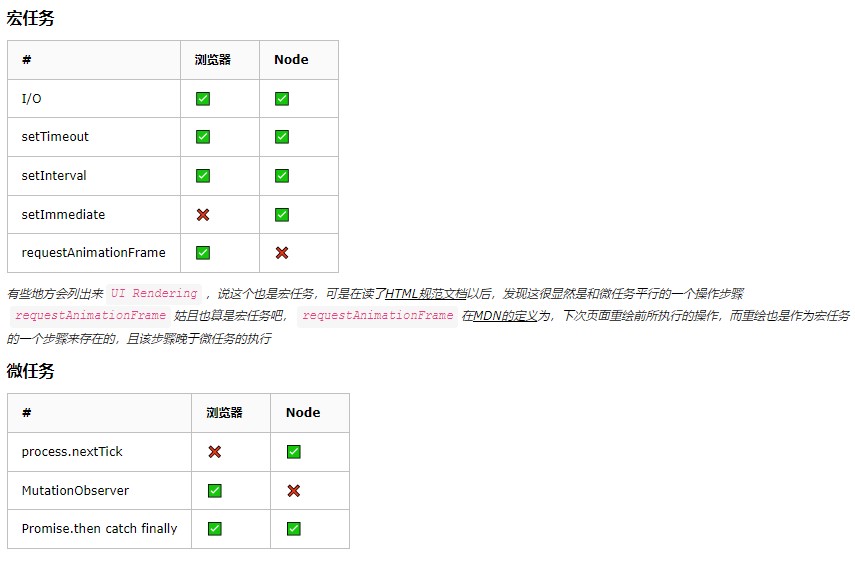 宏任务
# 浏览器 Node
I/O ✅ ✅
setTimeout ✅ ✅
setInterval ✅ ✅
setImmediate ❌ ✅
requestAnimationFrame ✅ ❌
有些地方会列出来 UI Rendering ，说这个也是宏任务，可是在读了HTML规范文档以后，发现这很显然是和微任务平行的一个操作步骤
requestAnimationFrame 姑且也算是宏任务吧， requestAnimationFrame 在MDN的定义为，下次页面重绘前所执行的操作，而重绘也是作为宏任务
的一个步骤来存在的，且该步骤晚于微任务的执行
微任务
# 浏览器 Node
process.nextTick ❌ ✅
MutationObserver ✅ ❌
Promise.then catch finally ✅ ✅